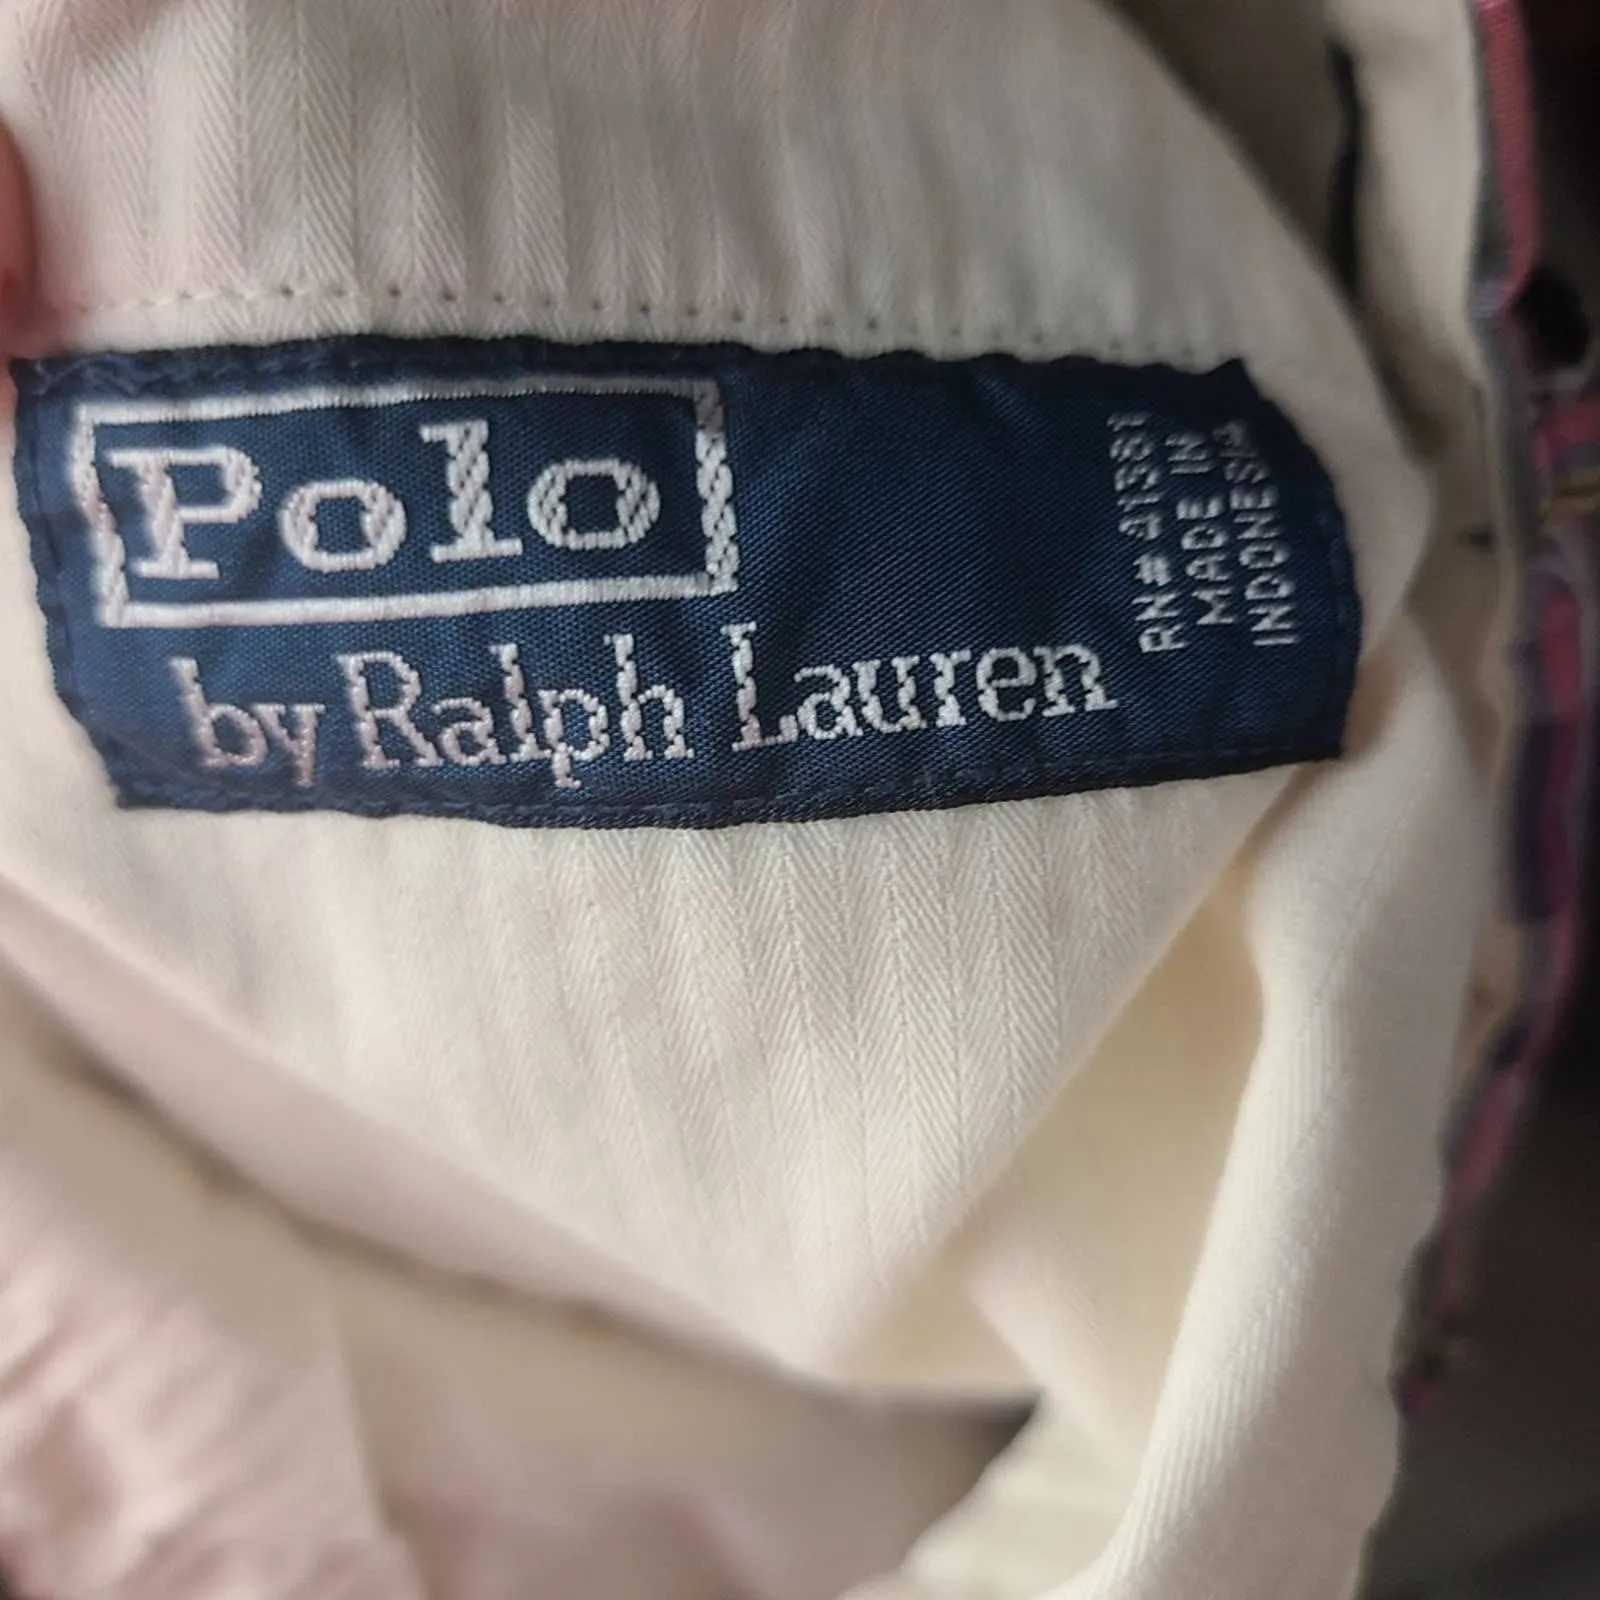 Polo
by Ralph Lauren
RN# 41381
MADE IN
INDONESIA